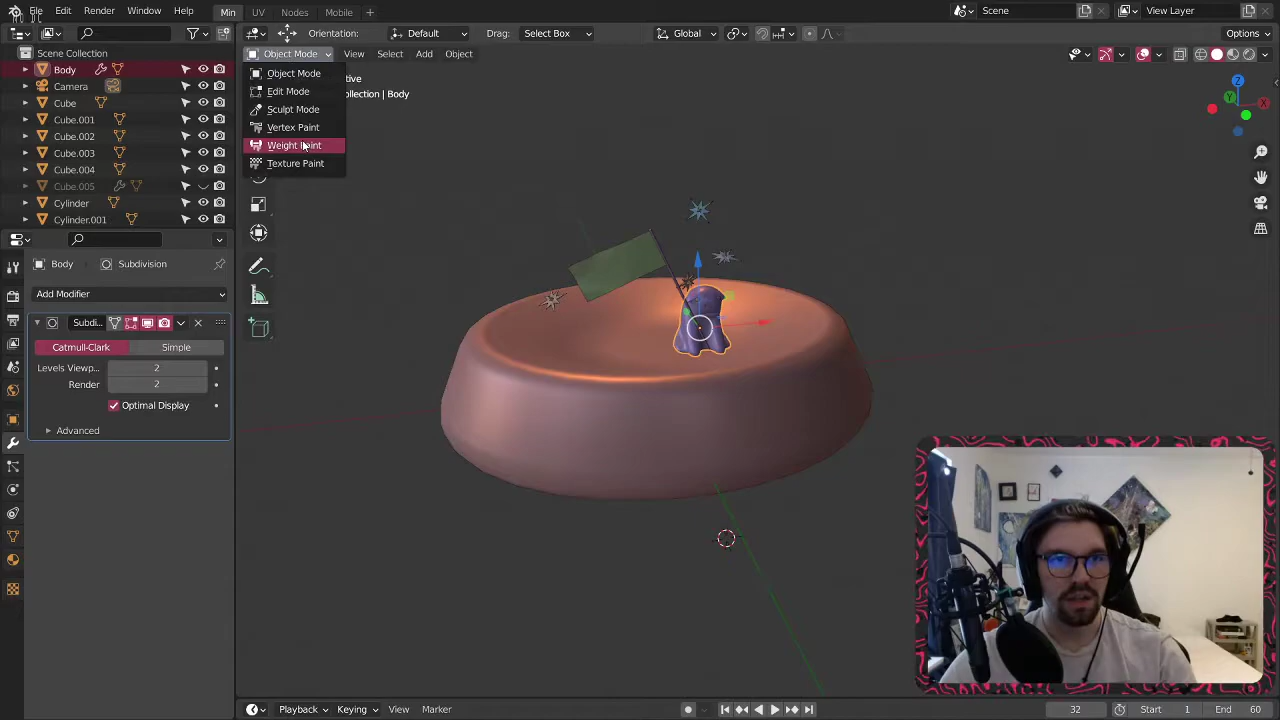 File Edit Render Window Help Min UV Nodes Mobile + Scene View Layer
Orientation: Default Drag: Select Box Global Options
Scene Collection
Body
Camera
Cube
Cube.001
Cube.002
Cube.003
Cube.004
Cube.005
Cylinder
Cylinder.001
Body Subdivision
Add Modifier
Subdi...
Catmull-Clark Simple
Levels Viewp... 2
Render 2
Optimal Display
Advanced
Object Mode View Select Add Object
Object Mode
Edit Mode
Sculpt Mode
Vertex Paint
Weight Paint
Texture Paint
Collection | Body
Z
Y
X
Playback Keying View Marker 32 Start 1 End 60